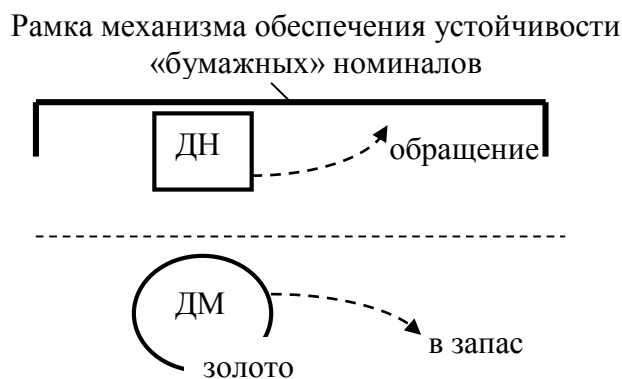 Рамка механизма обеспечения устойчивости
«бумажных» номиналов
ДН
обращение
ДМ
в запас
золото